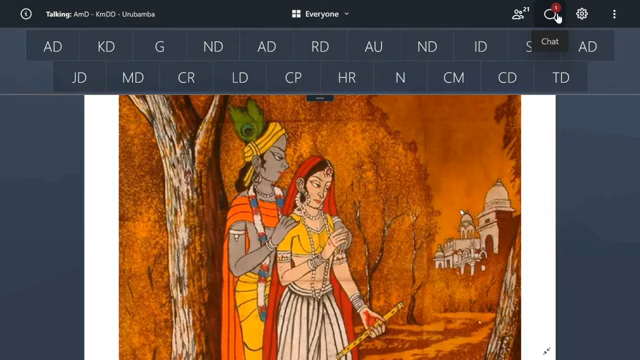 Talking: AmD - KmDD - Urubamba
Everyone
21
1
Chat
AD KD G ND AD RD AU ND ID AD
JD MD CR LD CP HR N CM CD TD